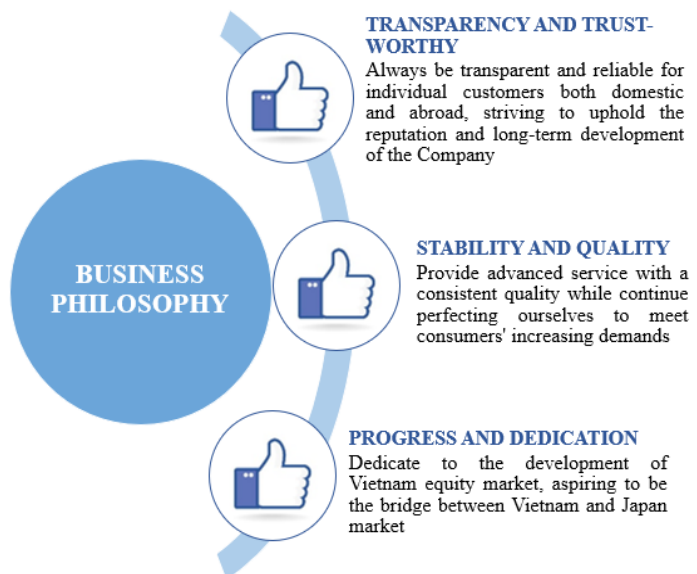 BUSINESS
PHILOSOPHY
TRANSPARENCY AND TRUST-
WORTHY
Always be transparent and reliable for
individual customers both domestic
and abroad, striving to uphold the
reputation and long-term development
of the Company
STABILITY AND QUALITY
Provide advanced service with a
consistent quality while continue
perfecting ourselves to meet
consumers' increasing demands
PROGRESS AND DEDICATION
Dedicate to the development of
Vietnam equity market, aspiring to be
the bridge between Vietnam and Japan
market